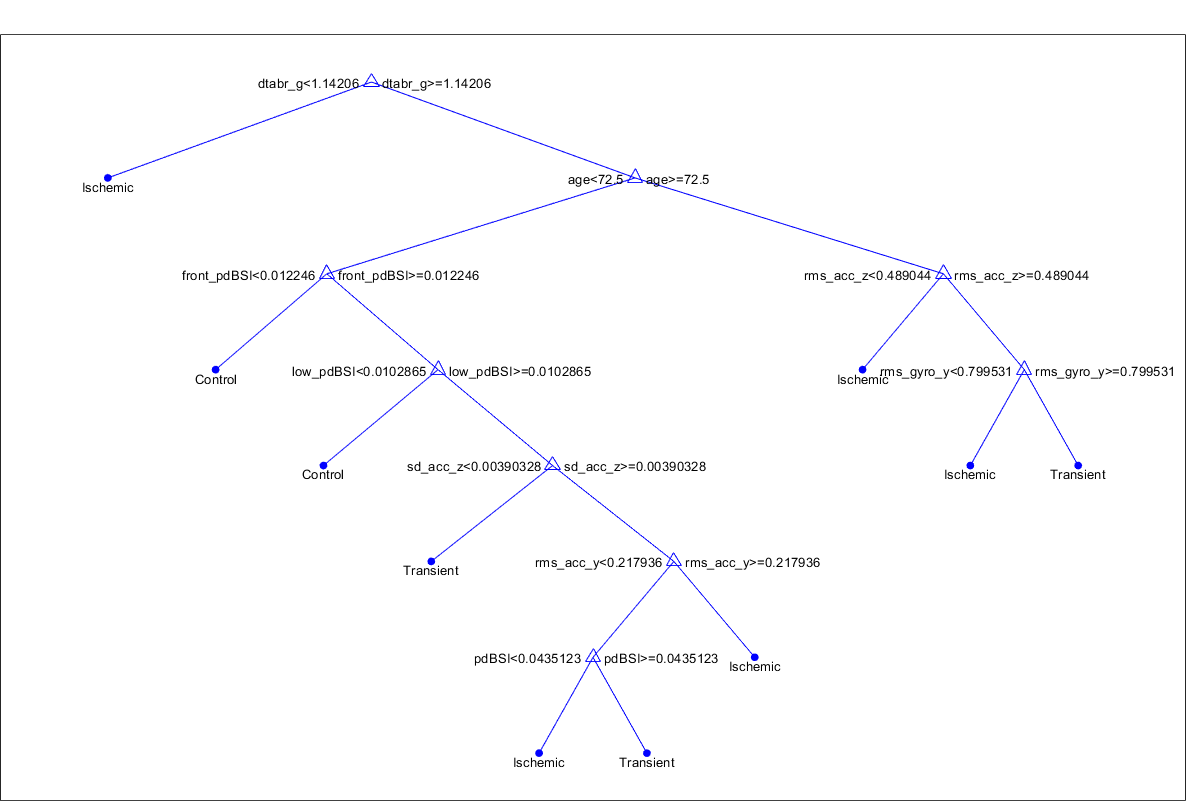 dtabr_g<1.14206 dtabr_g>=1.14206
Ischemic
age<72.5 age>=72.5
front_pdBSI<0.012246 front_pdBSI>=0.012246
rms_acc_z<0.489044 rms_acc_z>=0.489044
Control
low_pdBSI<0.0102865 low_pdBSI>=0.0102865
Ischemic
rms_gyro_y<0.799531 rms_gyro_y>=0.799531
Control
sd_acc_z<0.00390328 sd_acc_z>=0.00390328
Ischemic
Transient
Transient
rms_acc_y<0.217936 rms_acc_y>=0.217936
pdBSI<0.0435123 pdBSI>=0.0435123
Ischemic
Ischemic
Transient